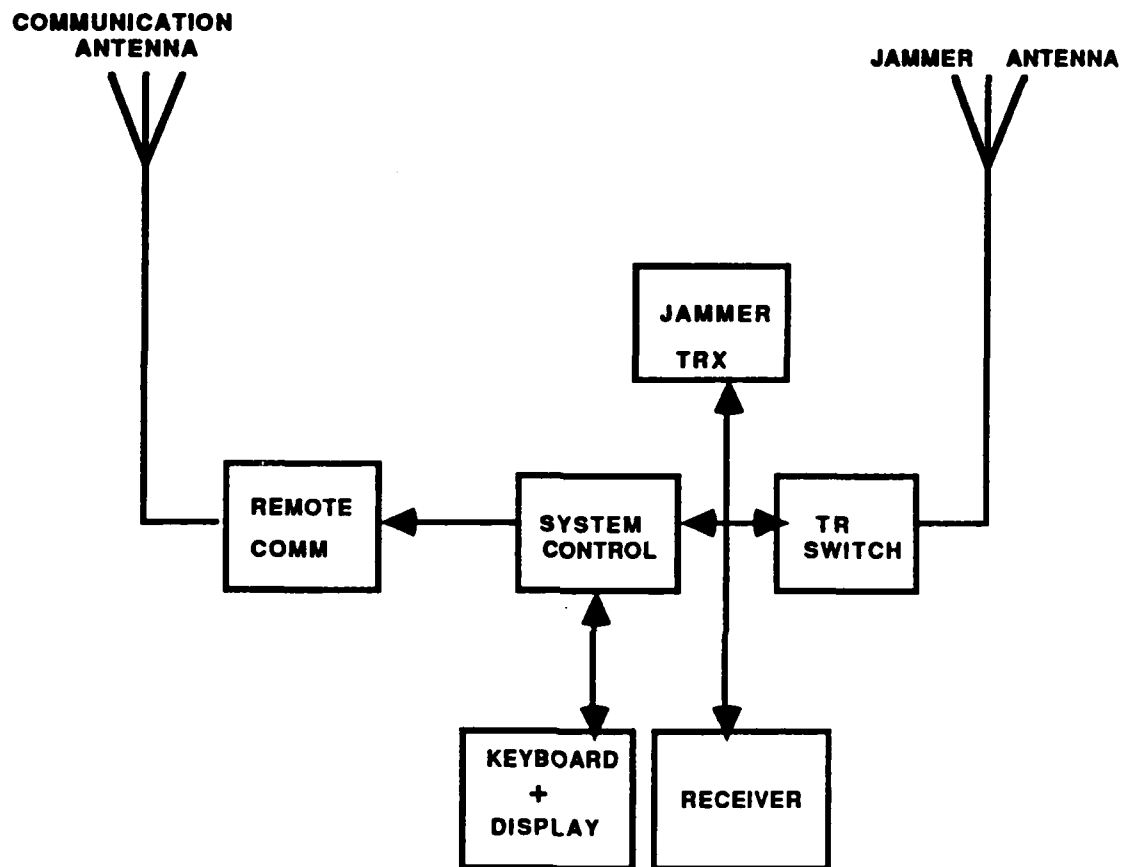 COMMUNICATION
ANTENNA
JAMMER ANTENNA
JAMMER
TRX
REMOTE
COMM
SYSTEM
CONTROL
TR
SWITCH
KEYBOARD
+
DISPLAY
RECEIVER